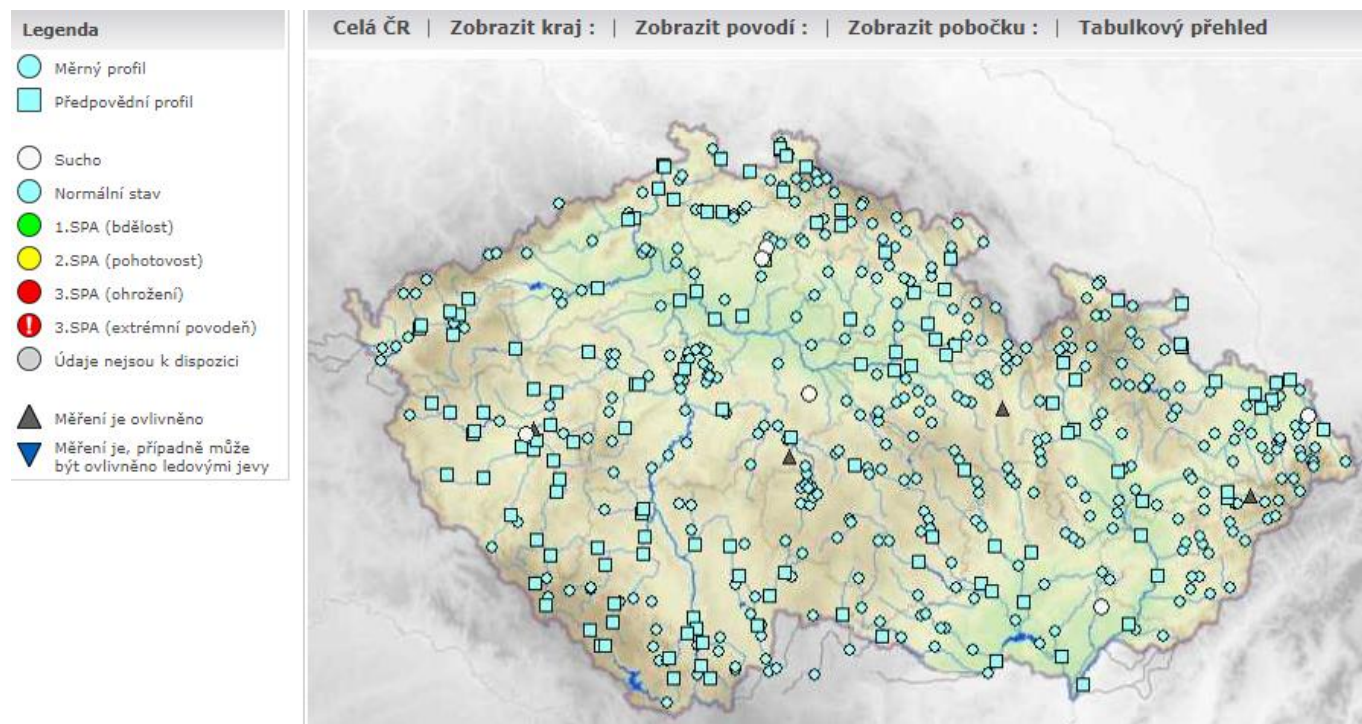 Legenda
Měrný profil
Předpovědní profil
Sucho
Normální stav
1.SPA (bdělost)
2.SPA (pohotovost)
3.SPA (ohrožení)
3.SPA (extrémní povodeň)
Údaje nejsou k dispozici
Měření je ovlivněno
Měření je, případně může
být ovlivněno ledovými jevy
Celá ČR | Zobrazit kraj : | Zobrazit povodí : | Zobrazit pobočku : | Tabulkový přehled